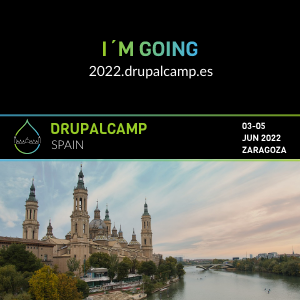 I´M GOING
2022.drupalcamp.es
DRUPALCAMP
SPAIN
03-05
JUN 2022
ZARAGOZA